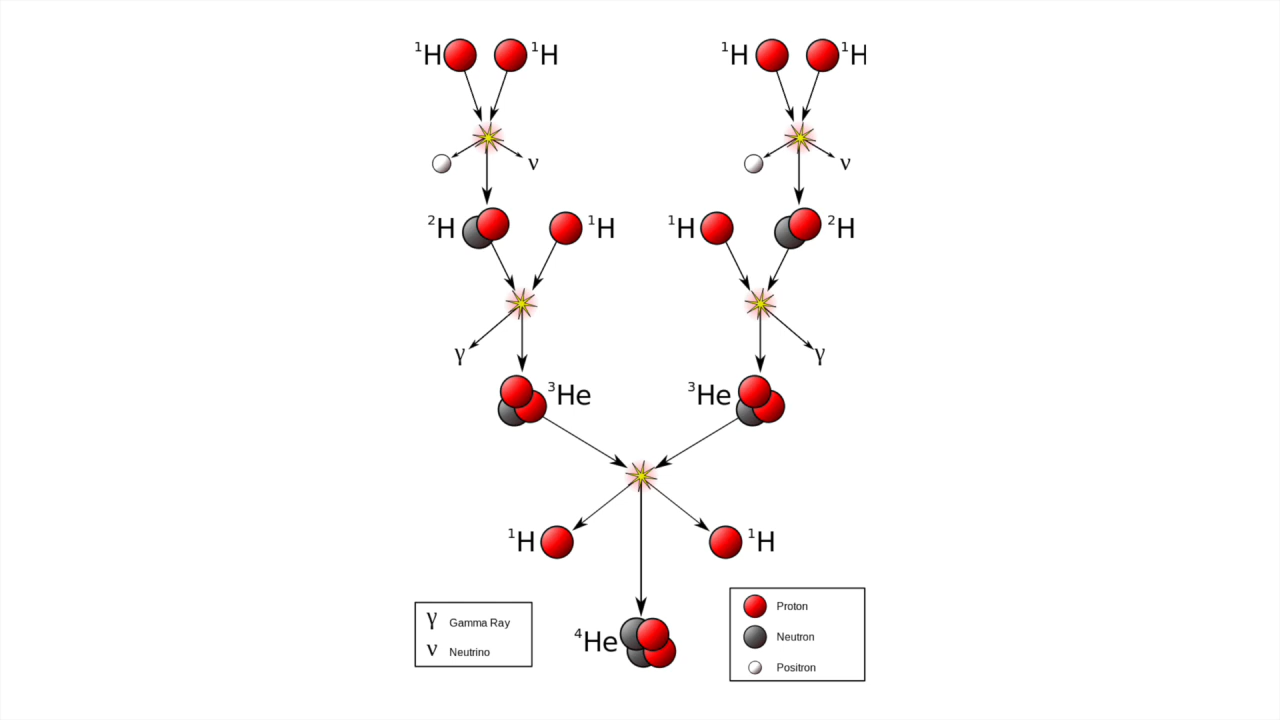 ¹H ¹H ¹H ¹H
ν ν
²H ¹H ¹H ²H
γ γ
³He ³He
¹H ¹H
⁴He
γ Gamma Ray
ν Neutrino
Proton
Neutron
Positron